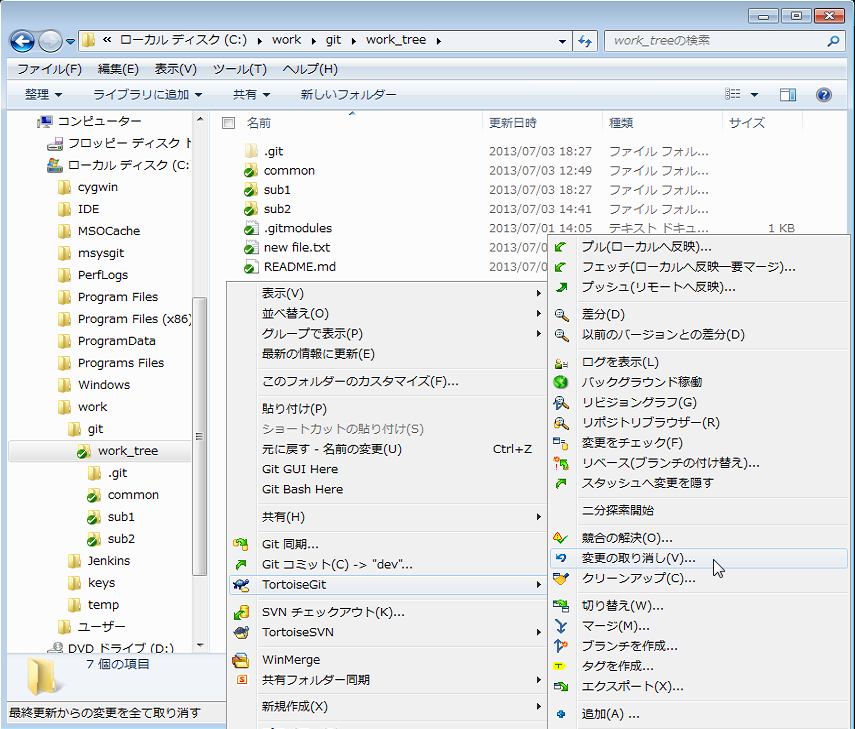 « ローカル ディスク (C:) ▸ work ▸ git ▸ work_tree ▸
work_treeの検索
ファイル(F) 編集(E) 表示(V) ツール(T) ヘルプ(H)
整理 ライブラリに追加 共有 新しいフォルダー
コンピューター
フロッピー ディスク ト
ローカル ディスク (C:
cygwin
IDE
MSOCache
msysgit
PerfLogs
Program Files
Program Files (x86)
ProgramData
Programs Files
Windows
work
git
work_tree
.git
common
sub1
sub2
Jenkins
keys
temp
ユーザー
DVD ドライブ (D:)
名前 更新日時 種類 サイズ
.git 2013/07/03 18:27 ファイル フォル...
common 2013/07/03 12:49 ファイル フォル...
sub1 2013/07/03 18:27 ファイル フォル...
sub2 2013/07/03 14:41 ファイル フォル...
.gitmodules 2013/07/01 14:05 テキスト ドキュ... 1 KB
new file.txt 2013/07/0
README.md 2013/07/0
表示(V)
並べ替え(O)
グループで表示(P)
最新の情報に更新(E)
このフォルダーのカスタマイズ(F)...
貼り付け(P)
ショートカットの貼り付け(S)
元に戻す - 名前の変更(U) Ctrl+Z
Git GUI Here
Git Bash Here
共有(H)
Git 同期...
Git コミット(C) -> "dev"...
TortoiseGit
SVN チェックアウト(K)...
TortoiseSVN
WinMerge
共有フォルダー同期
新規作成(X)
プル(ローカルへ反映)...
フェッチ(ローカルへ反映―要マージ)...
プッシュ(リモートへ反映)...
差分(D)
以前のバージョンとの差分(D)
ログを表示(L)
バックグラウンド稼働
リビジョングラフ(G)
リポジトリブラウザー(R)
変更をチェック(F)
リベース(ブランチの付け替え)...
スタッシュへ変更を隠す
二分探索開始
競合の解決(O)...
変更の取り消し(V)...
クリーンアップ(C)...
切り替え(W)...
マージ(M)...
ブランチを作成...
タグを作成...
エクスポート(X)...
追加(A) ...
7 個の項目
最終更新からの変更を全て取り消す